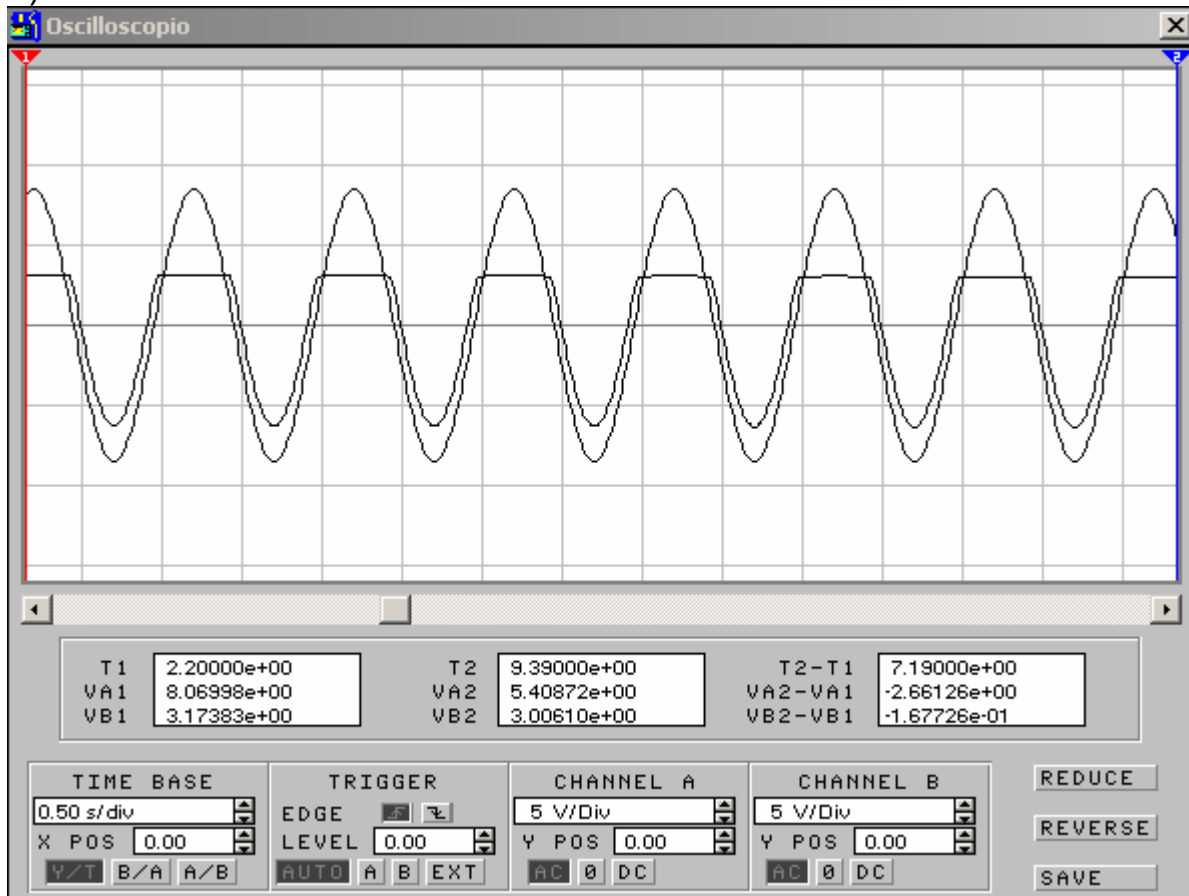 Oscilloscopio
1 2
T1 2.20000e+00 T2 9.39000e+00 T2-T1 7.19000e+00
VA1 8.06998e+00 VA2 5.40872e+00 VA2-VA1 -2.66126e+00
VB1 3.17383e+00 VB2 3.00610e+00 VB2-VB1 -1.67726e-01
TIME BASE TRIGGER CHANNEL A CHANNEL B REDUCE
0.50 s/div EDGE 5 V/Div 5 V/Div
X POS 0.00 LEVEL 0.00 Y POS 0.00 Y POS 0.00 REVERSE
Y/T B/A A/B AUTO A B EXT AC 0 DC AC 0 DC SAVE